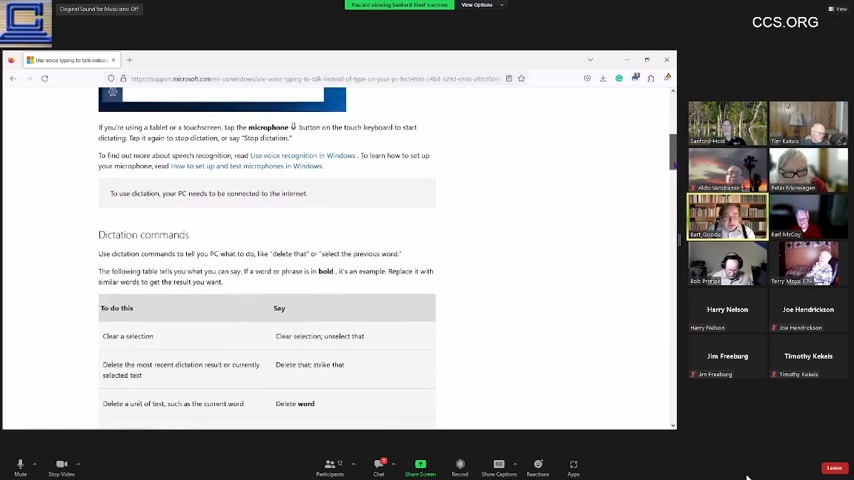 Original Sound for Musicians: Off
You are viewing Sanford-Host's screen
View Options
View
CCS.ORG
Use voice typing to talk instead
If you're using a tablet or a touchscreen, tap the microphone button on the touch keyboard to start
dictating. Tap it again to stop dictation, or say "Stop dictation."
To find out more about speech recognition, read Use voice recognition in Windows . To learn how to set up
your microphone, read How to set up and test microphones in Windows.
To use dictation, your PC needs to be connected to the internet.
Dictation commands
Use dictation commands to tell you PC what to do, like "delete that" or "select the previous word."
The following table tells you what you can say. If a word or phrase is in bold , it's an example. Replace it with
similar words to get the result you want.
To do this Say
Clear a selection Clear selection; unselect that
Delete the most recent dictation result or currently
selected text
Delete that; strike that
Delete a unit of text, such as the current word Delete word
Sanford-Host
Tim Kekeis
Aldo Vendramin
Earl McCoy
Bob Primak
Harry Nelson
Harry Nelson
Joe Hendrickson
Joe Hendrickson
Jim Freeburg
Jim Freeburg
Timothy Kekeis
Timothy Kekeis
Mute
Stop Video
12
Participants
Chat
Share Screen
Record
Show Captions
Reactions
Apps
Leave